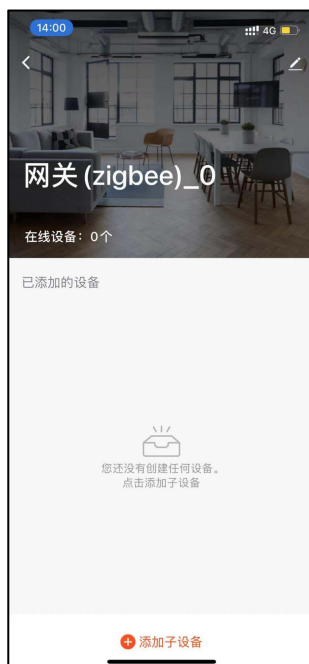 14:00
4G
网关(zigbee)_0
在线设备：0个
已添加的设备
您还没有创建任何设备。
点击添加子设备
添加子设备